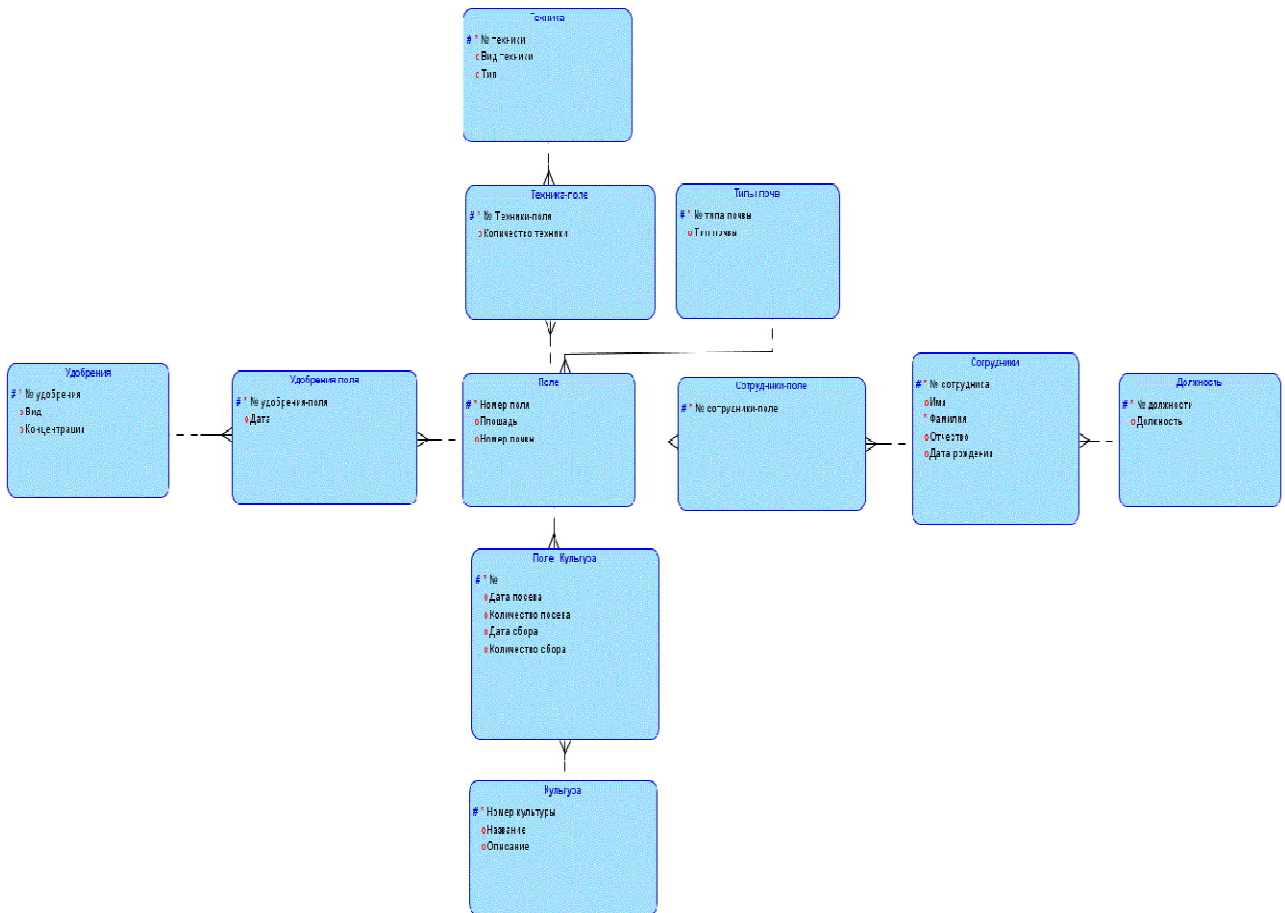 Техника
# * № техники
о Вид техники
о Тип
Техника-поле
# * № Техники-поля
о Количество техники
Типы почв
# * № типа почвы
о Тип почвы
Удобрения
# * № удобрения
о Вид
о Концентрация
Удобрения поля
# * № удобрения-поля
о Дата
Поле
# * Номер поля
о Площадь
о Номер почвы
Сотрудники-поле
# * № сотрудники-поле
Сотрудники
# * № сотрудника
о Имя
* Фамилия
о Отчество
о Дата рождения
Должность
# * № должности
о Должность
Поле_Культура
# * №
о Дата посева
о Количество посева
о Дата сбора
о Количество сбора
Культура
# * Номер культуры
о Название
о Описание